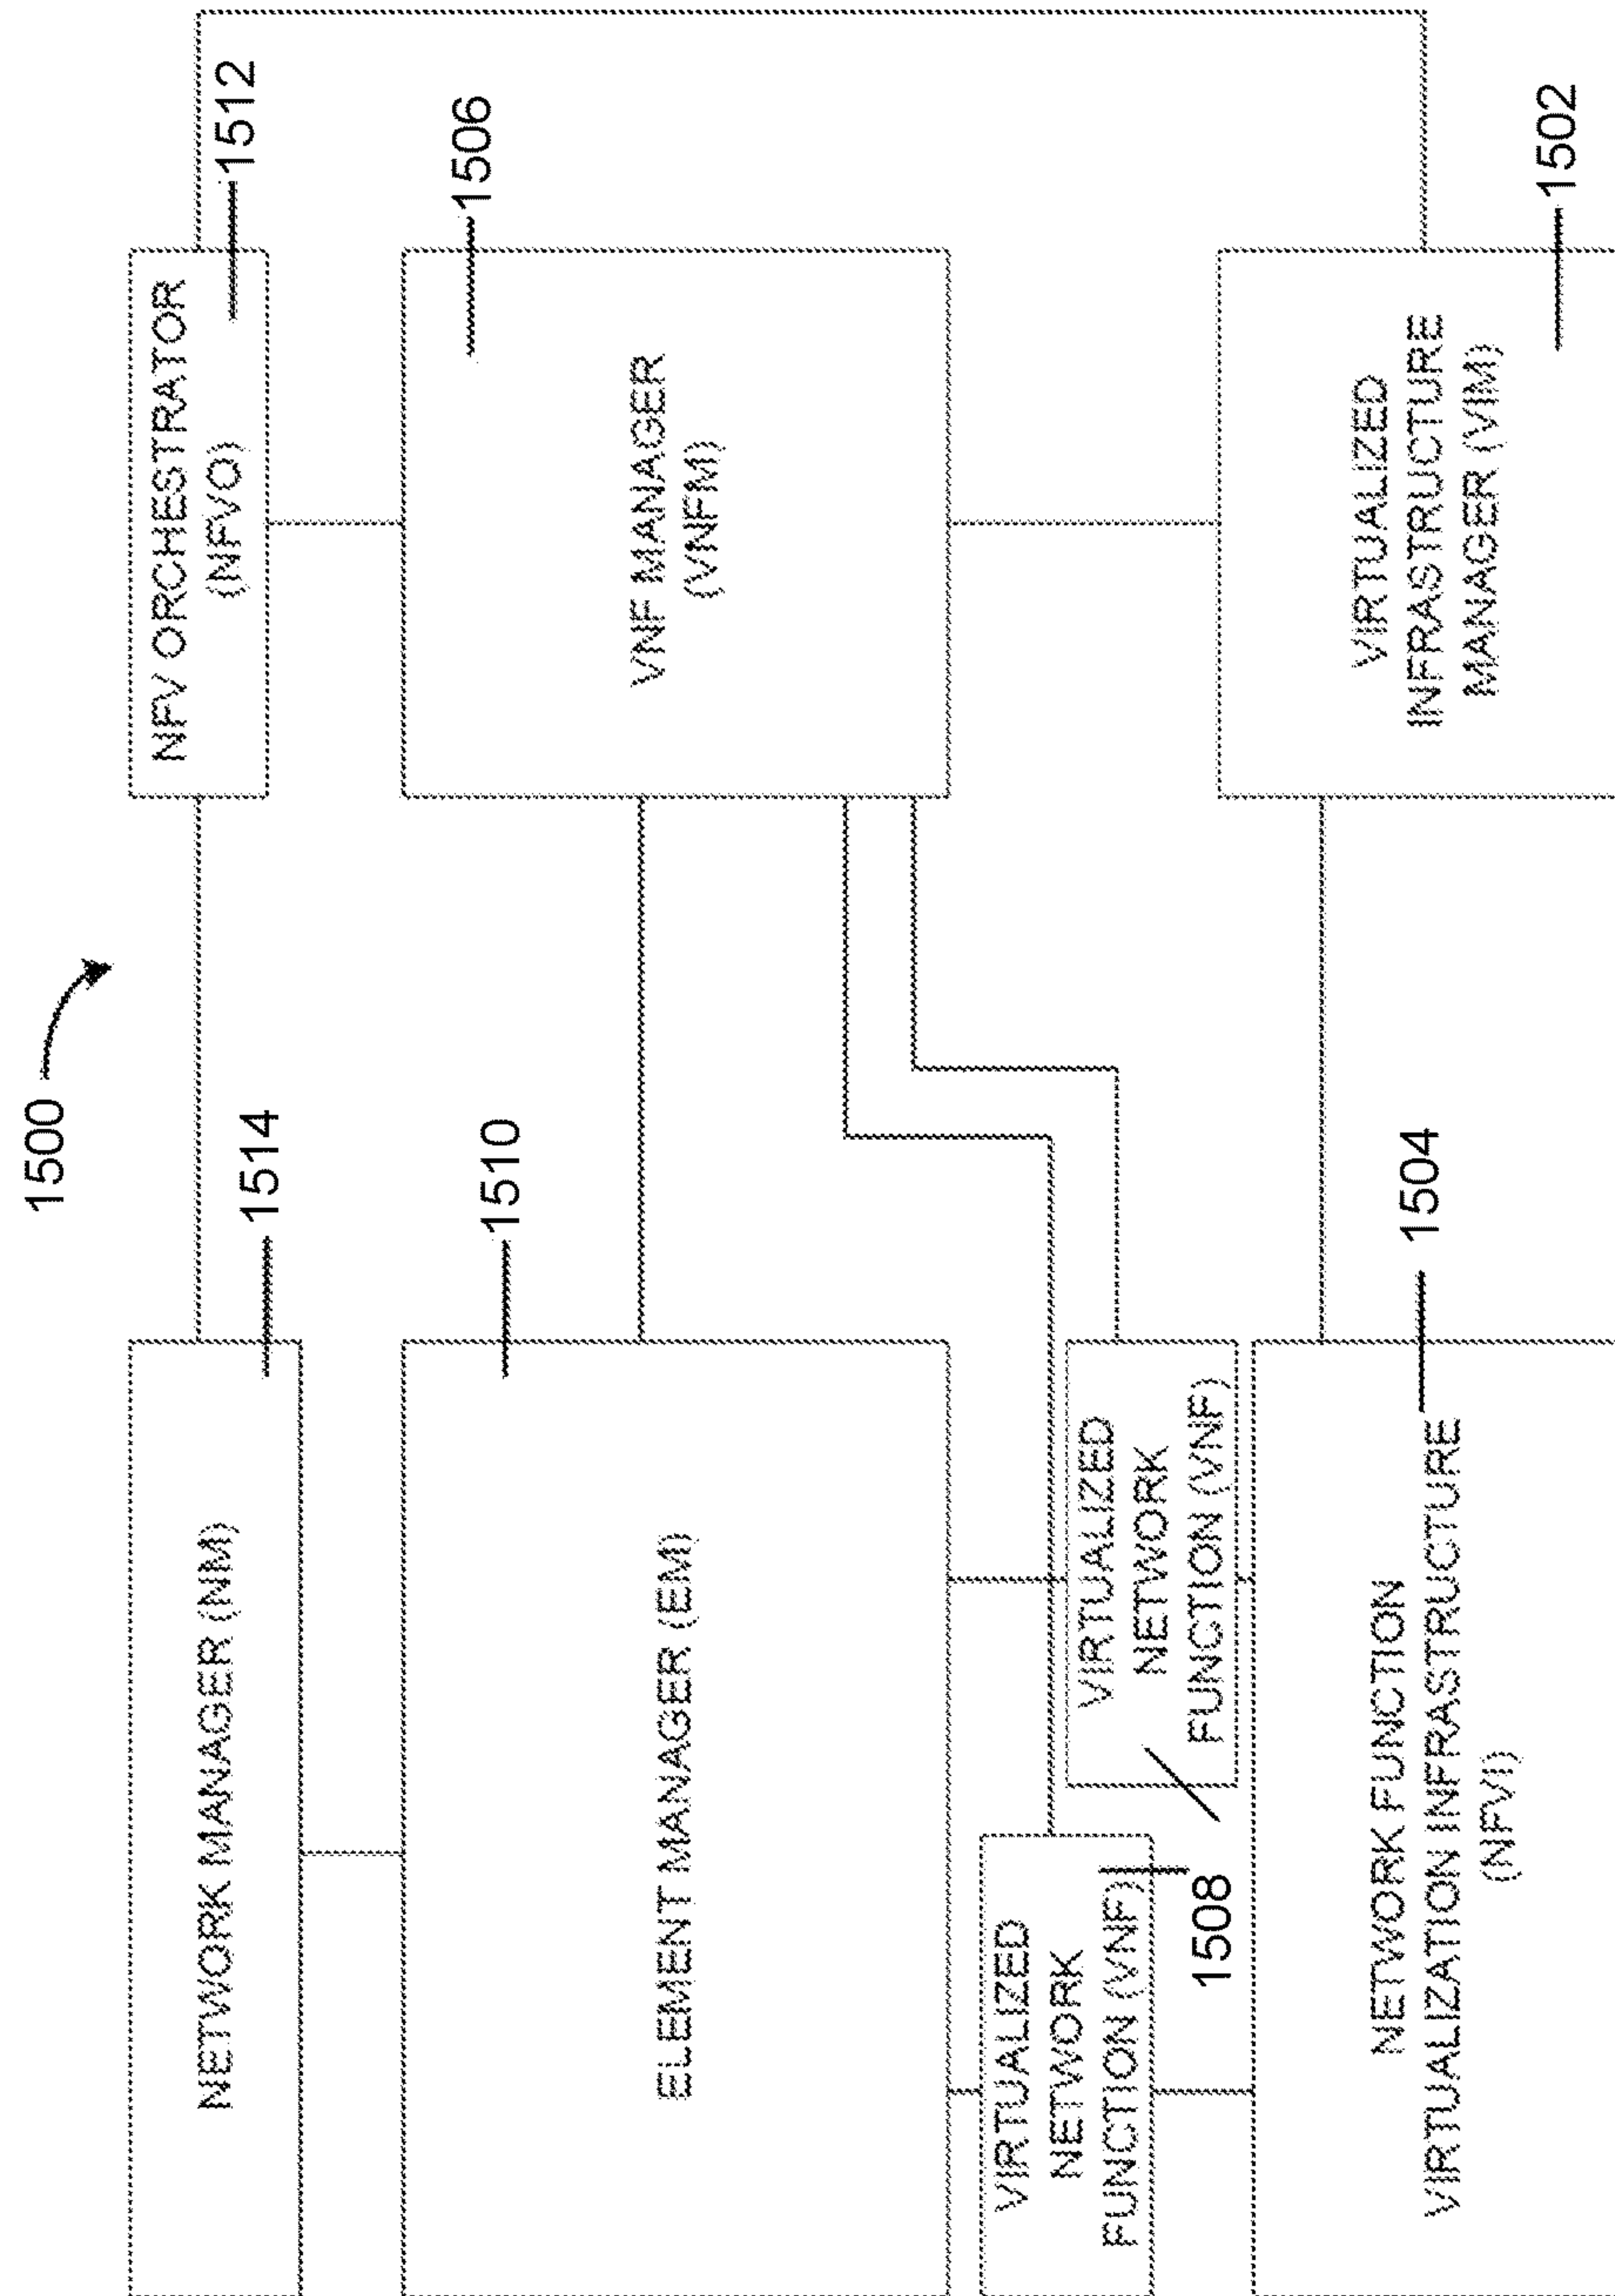 1500
NETWORK MANAGER (NM)
1514
NFV ORCHESTRATOR
(NFVO)
1512
ELEMENT MANAGER (EM)
1510
VNF MANAGER
(VNFM)
1506
VIRTUALIZED
NETWORK
FUNCTION (VNF)
VIRTUALIZED
NETWORK
FUNCTION (VNF)
1508
NETWORK FUNCTION
VIRTUALIZATION INFRASTRUCTURE
(NFVI)
1504
VIRTUALIZED
INFRASTRUCTURE
MANAGER (VIM)
1502